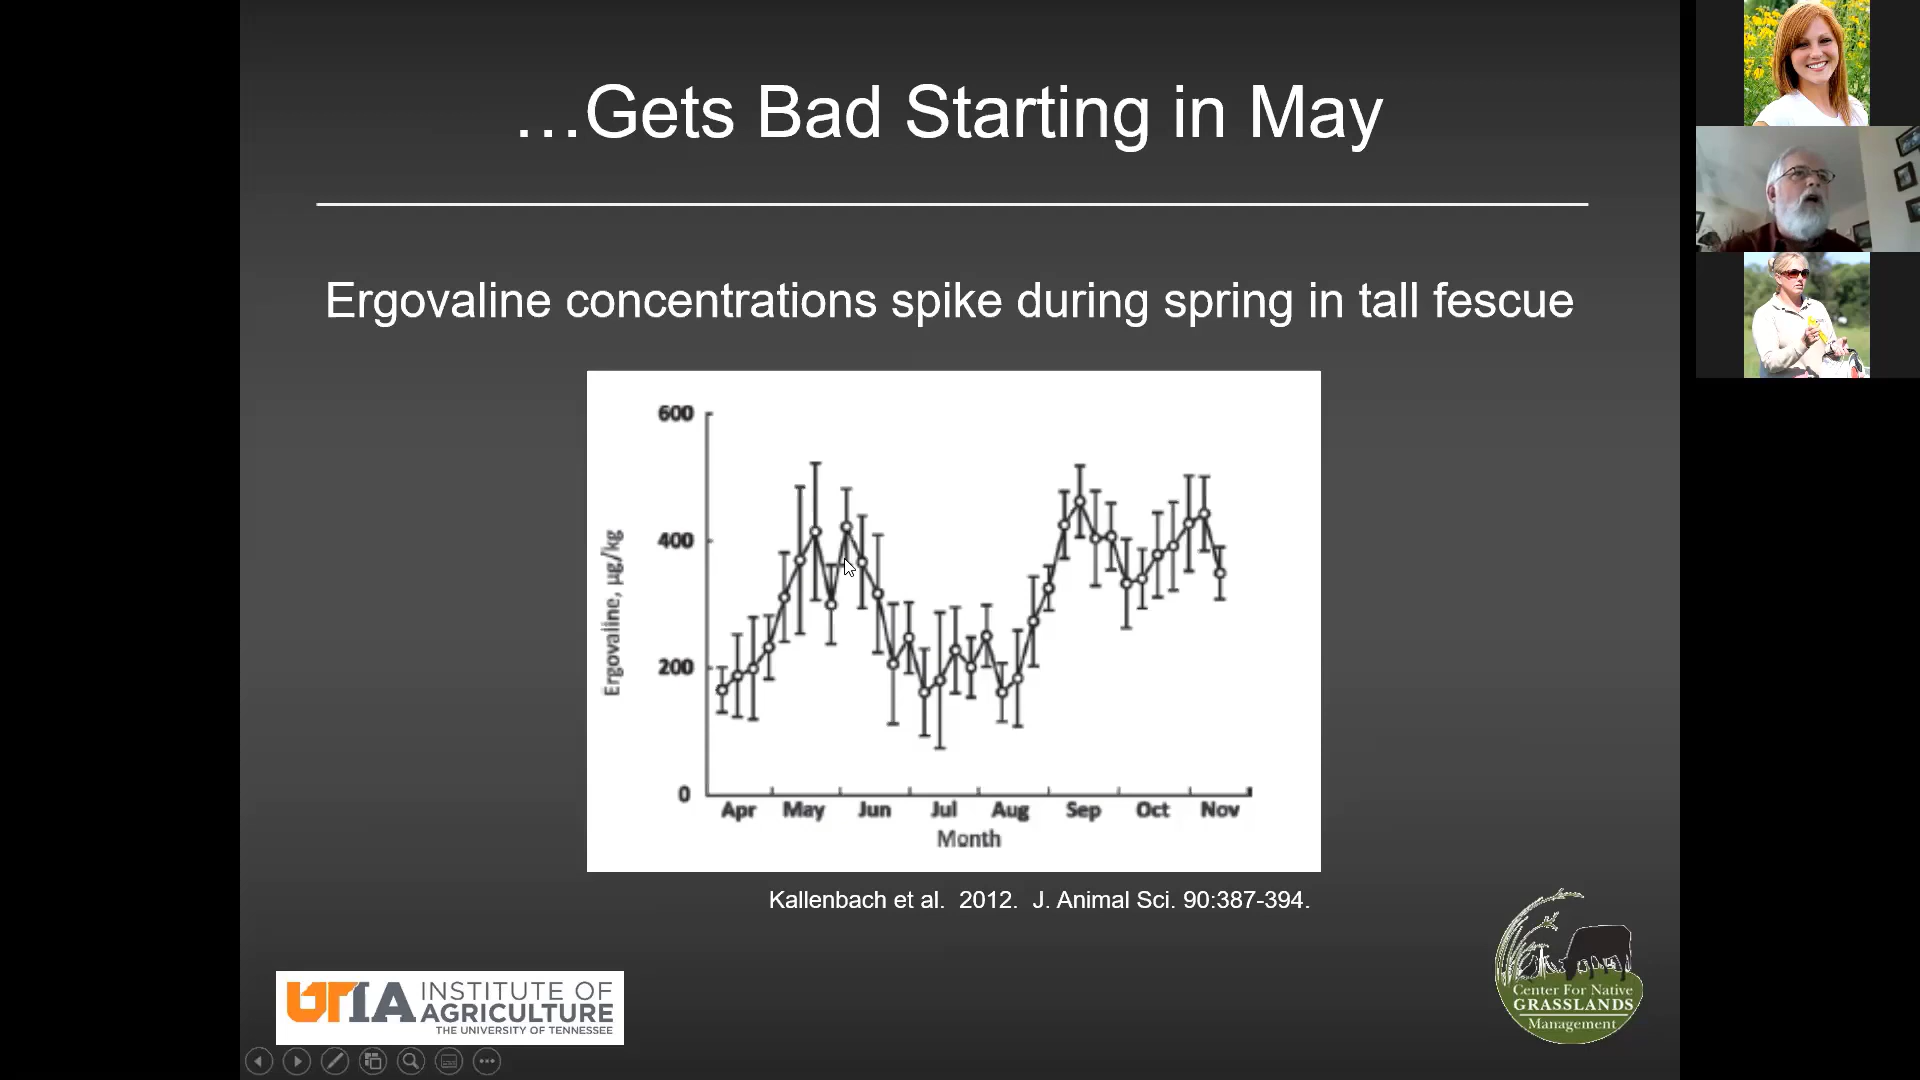 …Gets Bad Starting in May
Ergovaline concentrations spike during spring in tall fescue
600
400
200
0
Ergovaline, µg/kg
Apr May Jun Jul Aug Sep Oct Nov
Month
Kallenbach et al. 2012. J. Animal Sci. 90:387-394.
UTIA INSTITUTE OF
AGRICULTURE
THE UNIVERSITY OF TENNESSEE
Center For Native
GRASSLANDS
Management